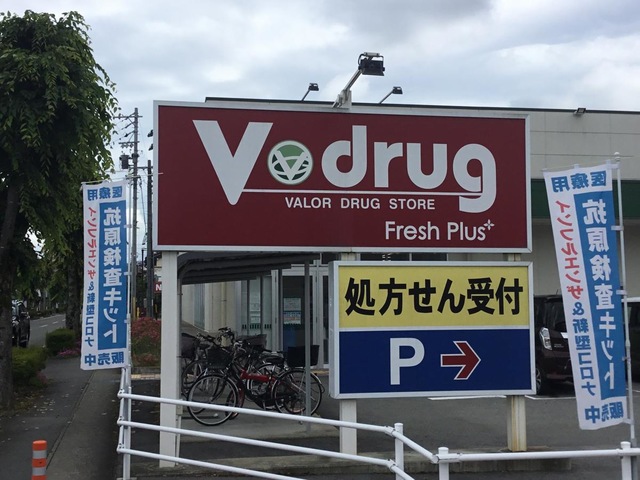 V drug
VALOR DRUG STORE
Fresh Plus+
処方せん受付
P →
医療用
抗原検査キット
インフルエンザ&新型コロナ
販売中
医療用
抗原検査キット
インフルエンザ&新型コロナ
販売中